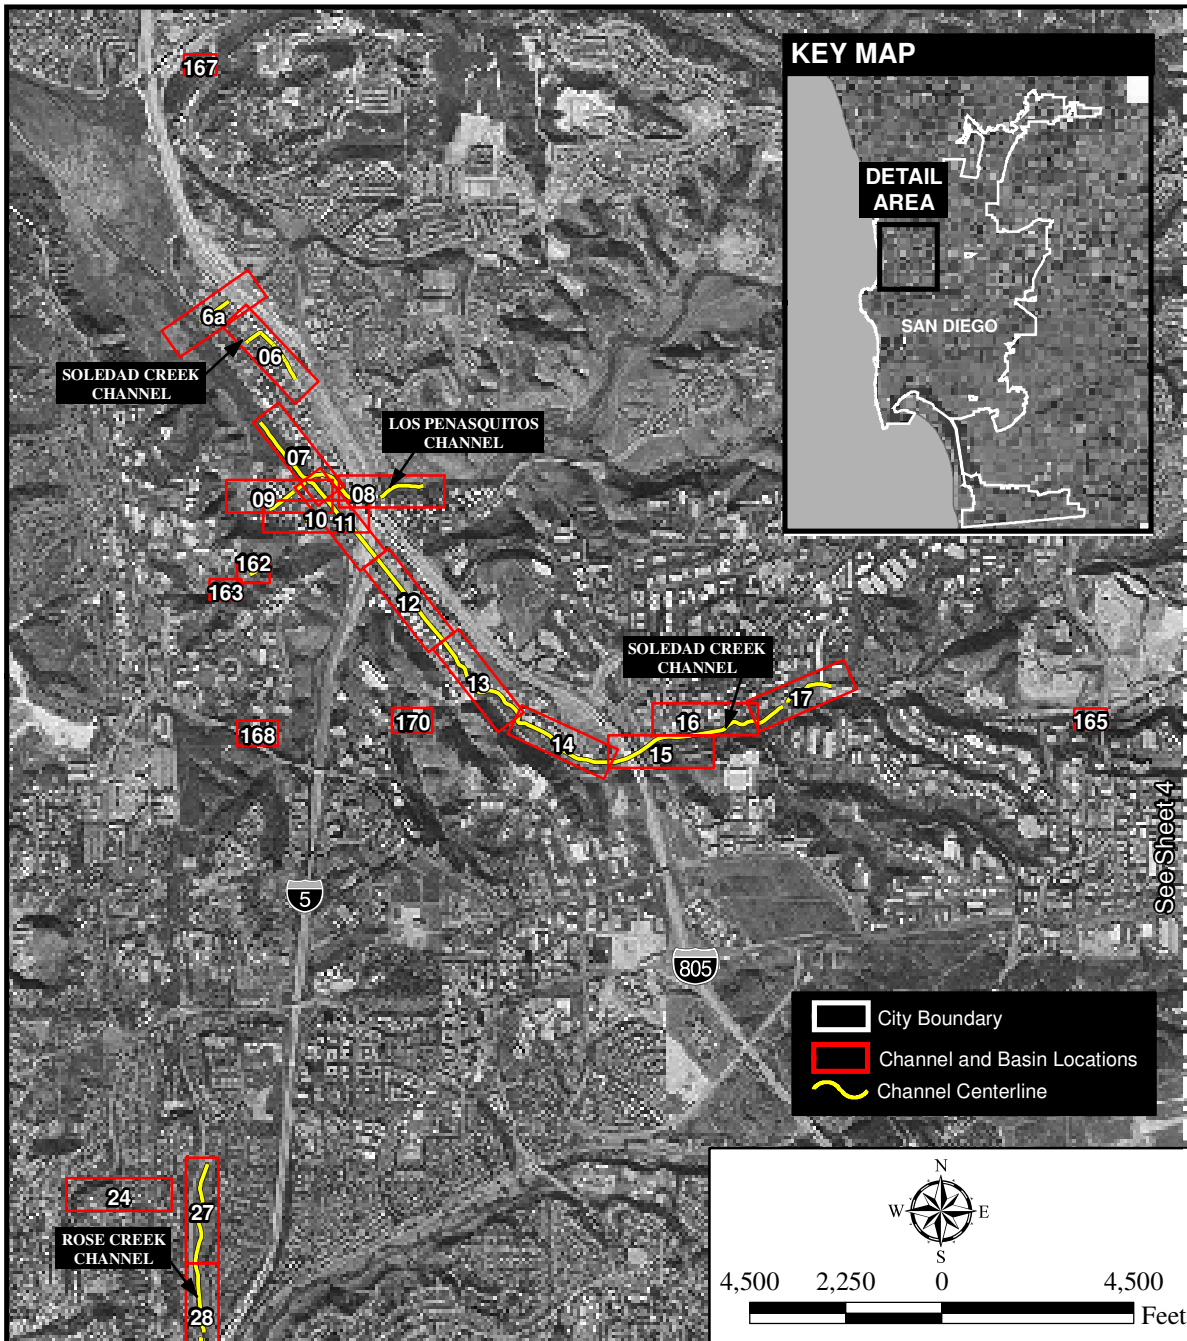 KEY MAP
DETAIL
AREA
SAN DIEGO
167
6a
06
SOLEDAD CREEK
CHANNEL
LOS PENASQUITOS
CHANNEL
07
08
09
10
11
162
163
12
SOLEDAD CREEK
CHANNEL
13
17
16
170
165
168
14
15
See Sheet 4
5
805
City Boundary
Channel and Basin Locations
Channel Centerline
24
27
ROSE CREEK
CHANNEL
28
N
W
E
S
4,500
2,250
0
4,500
Feet